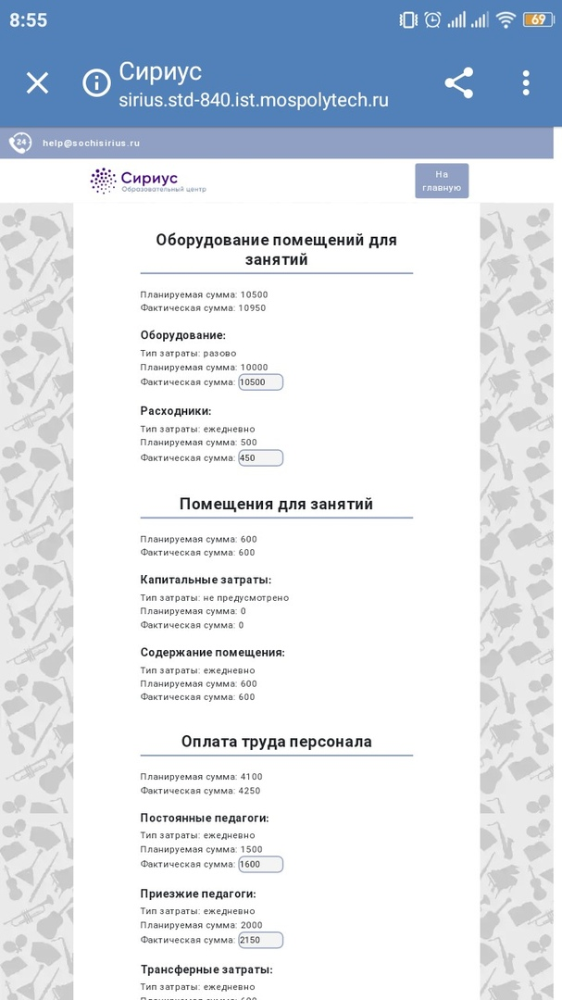 8:55
69
Сириус
sirius.std-840.ist.mospolytech.ru
24
help@sochisirius.ru
Сириус
Образовательный центр
На
главную
Оборудование помещений для
занятий
Планируемая сумма: 10500
Фактическая сумма: 10950
Оборудование:
Тип затраты: разово
Планируемая сумма: 10000
Фактическая сумма: 10500
Расходники:
Тип затраты: ежедневно
Планируемая сумма: 500
Фактическая сумма: 450
Помещения для занятий
Планируемая сумма: 600
Фактическая сумма: 600
Капитальные затраты:
Тип затраты: не предусмотрено
Планируемая сумма: 0
Фактическая сумма: 0
Содержание помещения:
Тип затраты: ежедневно
Планируемая сумма: 600
Фактическая сумма: 600
Оплата труда персонала
Планируемая сумма: 4100
Фактическая сумма: 4250
Постоянные педагоги:
Тип затраты: ежедневно
Планируемая сумма: 1500
Фактическая сумма: 1600
Приезжие педагоги:
Тип затраты: ежедневно
Планируемая сумма: 2000
Фактическая сумма: 2150
Трансферные затраты:
Тип затраты: ежедневно